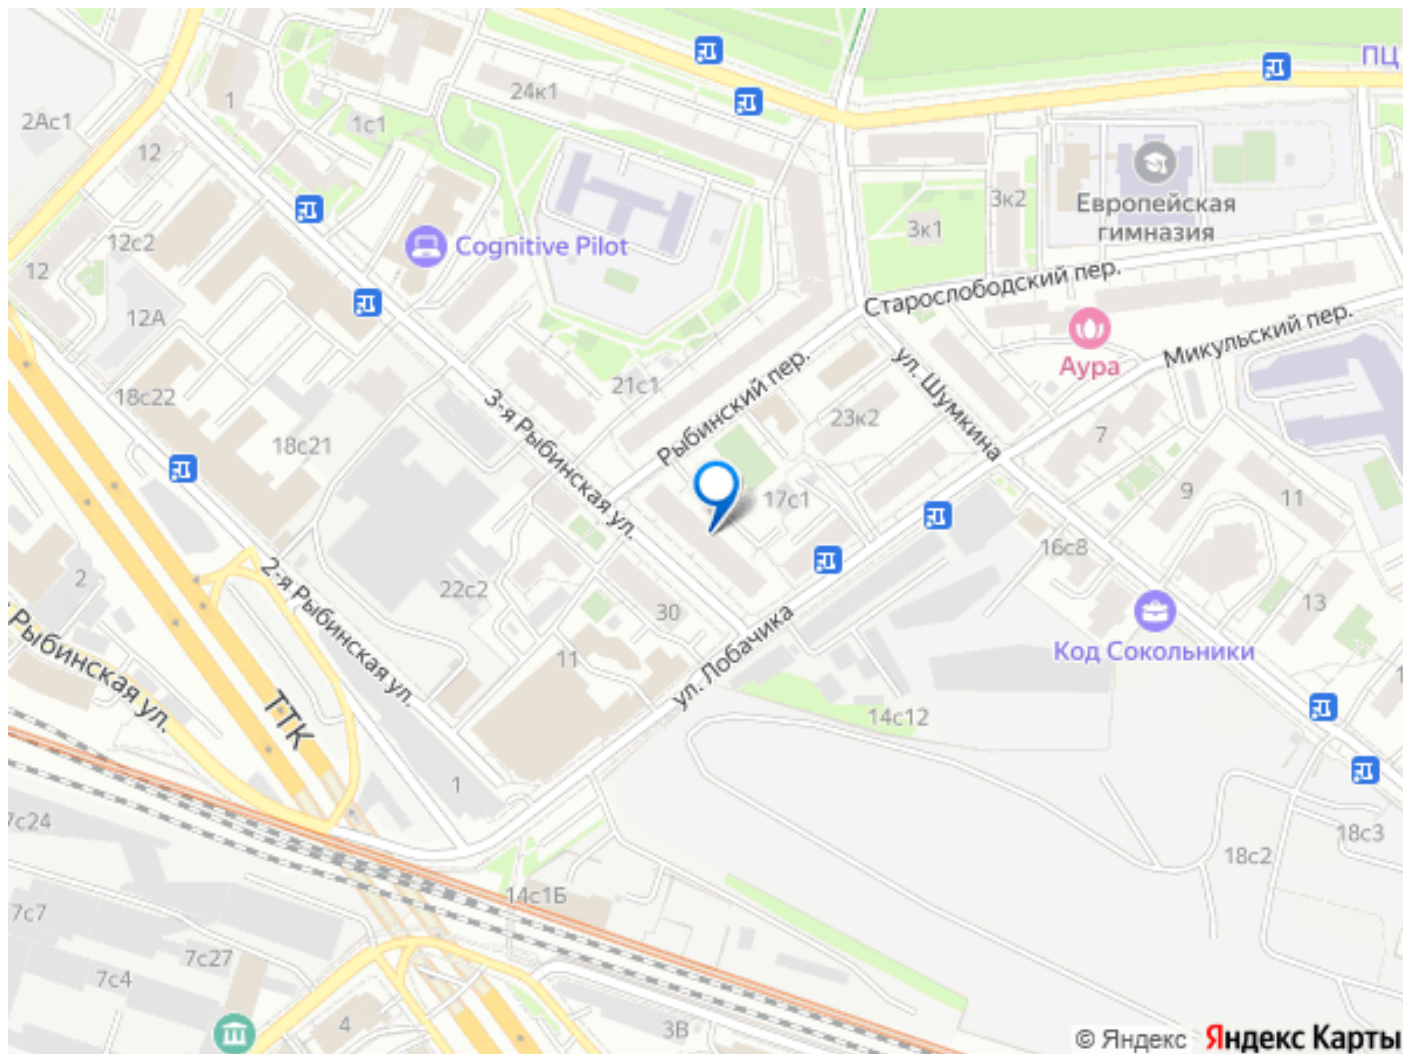 ПЦ
24к1
1
1с1
2Ас1
12
3к2
Европейская
гимназия
3к1
12с2
Cognitive Pilot
12
Старослободский пер.
12А
Микульский пер.
Аура
ул. Шумкина
Рыбинский пер.
21с1
18с22
3-я Рыбинская ул.
23к2
18с21
7
17с1
9
11
16с8
2
2-я Рыбинская ул.
22с2
30
13
Рыбинская ул.
ул. Лобачика
Код Сокольники
11
ТТК
14с12
1
7с24
18с3
18с2
14с1Б
7с7
7с27
7с4
4
3В
© Яндекс Яндекс Карты